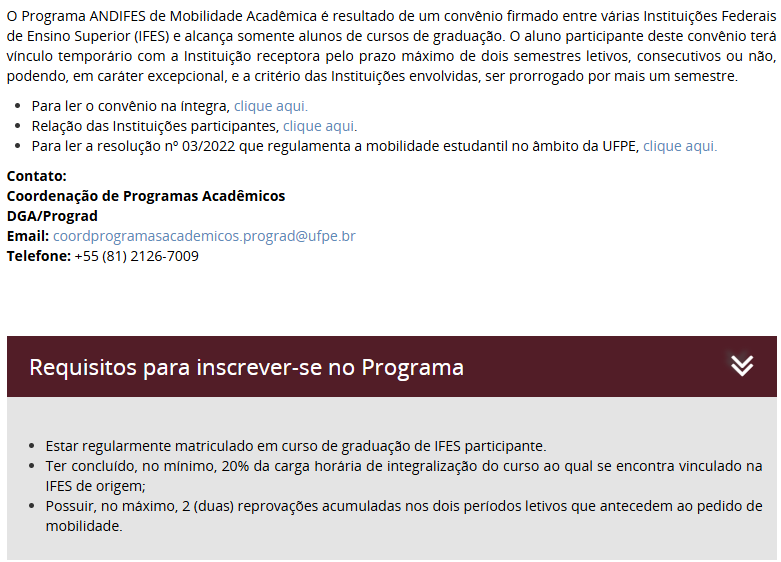 O Programa ANDIFES de Mobilidade Acadêmica é resultado de um convênio firmado entre várias Instituições Federais
de Ensino Superior (IFES) e alcança somente alunos de cursos de graduação. O aluno participante deste convênio terá
vínculo temporário com a Instituição receptora pelo prazo máximo de dois semestres letivos, consecutivos ou não,
podendo, em caráter excepcional, e a critério das Instituições envolvidas, ser prorrogado por mais um semestre.
• Para ler o convênio na íntegra, clique aqui.
• Relação das Instituições participantes, clique aqui.
• Para ler a resolução nº 03/2022 que regulamenta a mobilidade estudantil no âmbito da UFPE, clique aqui.
Contato:
Coordenação de Programas Acadêmicos
DGA/Prograd
Email: coordprogramasacademicos.prograd@ufpe.br
Telefone: +55 (81) 2126-7009
Requisitos para inscrever-se no Programa
• Estar regularmente matriculado em curso de graduação de IFES participante.
• Ter concluído, no mínimo, 20% da carga horária de integralização do curso ao qual se encontra vinculado na
IFES de origem;
• Possuir, no máximo, 2 (duas) reprovações acumuladas nos dois períodos letivos que antecedem ao pedido de
mobilidade.